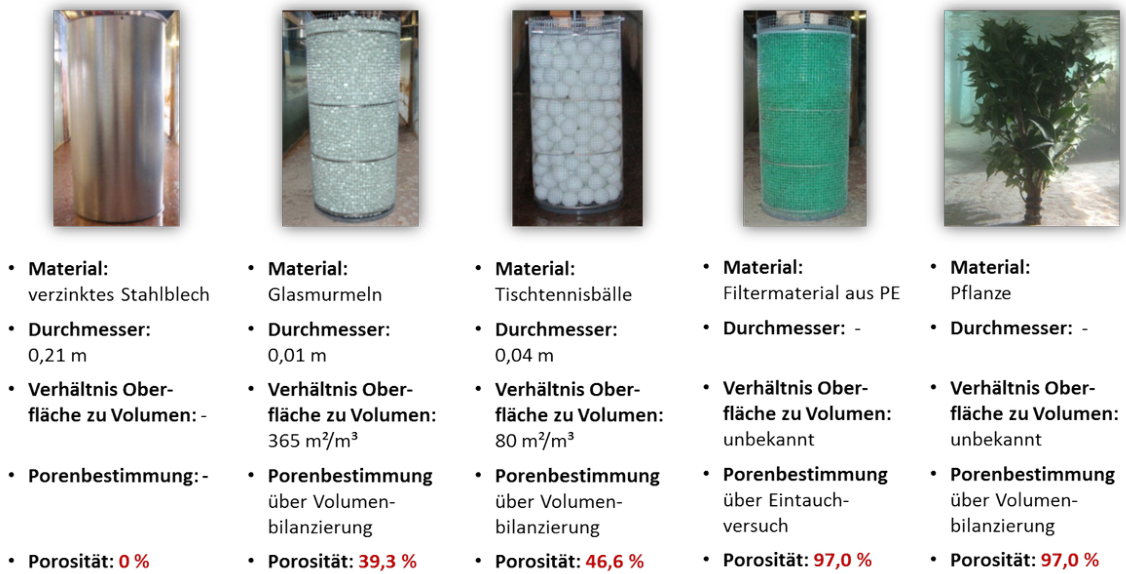 • Material:
verzinktes Stahlblech
• Durchmesser:
0,21 m
• Verhältnis Ober-
fläche zu Volumen: -
• Porenbestimmung: -
• Porosität: 0 %
• Material:
Glasmurmeln
• Durchmesser:
0,01 m
• Verhältnis Ober-
fläche zu Volumen:
365 m²/m³
• Porenbestimmung
über Volumen-
bilanzierung
• Porosität: 39,3 %
• Material:
Tischtennisbälle
• Durchmesser:
0,04 m
• Verhältnis Ober-
fläche zu Volumen:
80 m²/m³
• Porenbestimmung
über Volumen-
bilanzierung
• Porosität: 46,6 %
• Material:
Filtermaterial aus PE
• Durchmesser: -
• Verhältnis Ober-
fläche zu Volumen:
unbekannt
• Porenbestimmung
über Eintauch-
versuch
• Porosität: 97,0 %
• Material:
Pflanze
• Durchmesser: -
• Verhältnis Ober-
fläche zu Volumen:
unbekannt
• Porenbestimmung
über Volumen-
bilanzierung
• Porosität: 97,0 %